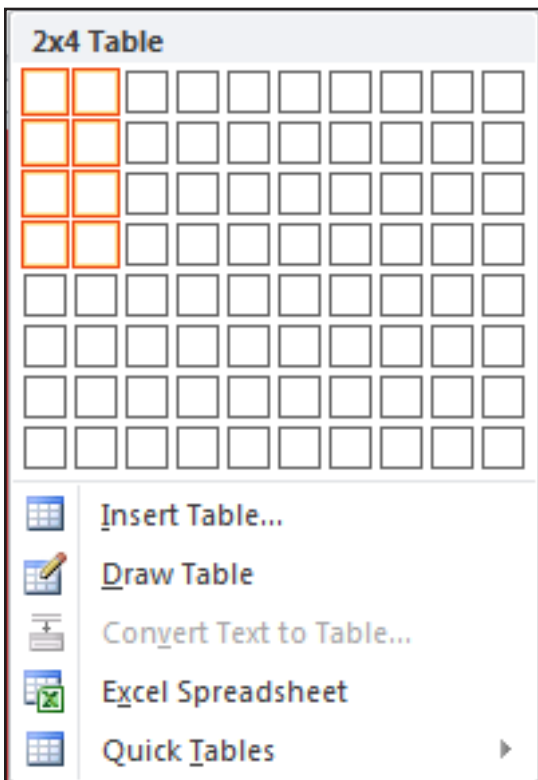 2x4 Table
Insert Table...
Draw Table
Convert Text to Table...
Excel Spreadsheet
Quick Tables